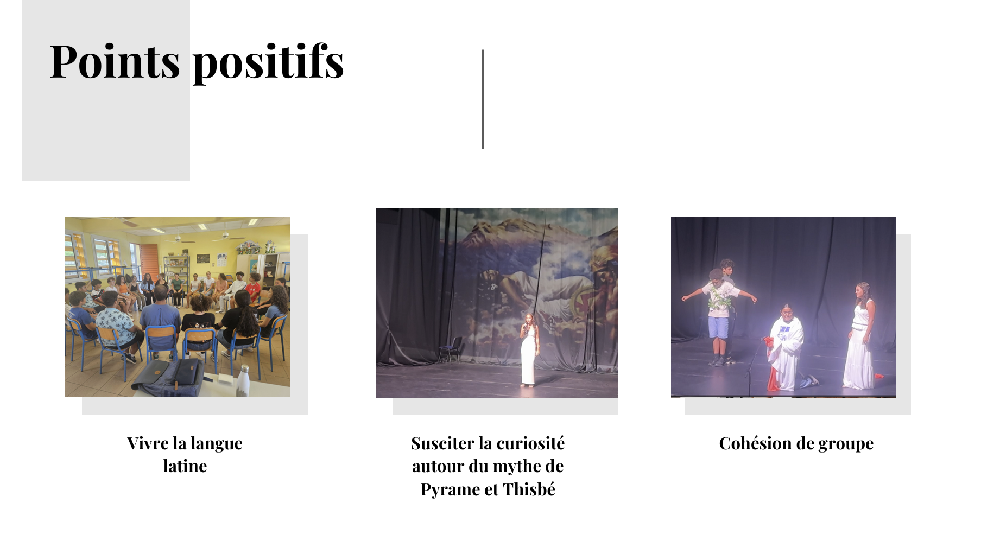 Points positifs
Vivre la langue
latine
Susciter la curiosité
autour du mythe de
Pyrame et Thisbé
Cohésion de groupe